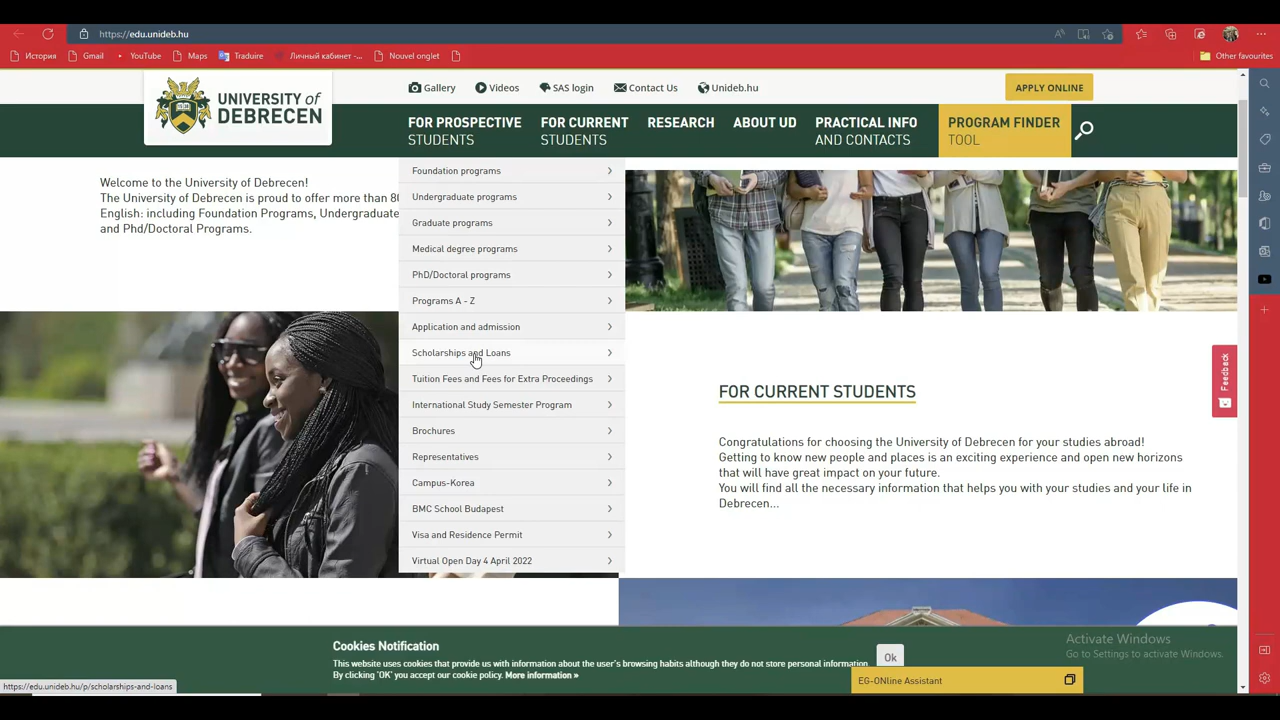 https://edu.unideb.hu
История
Gmail
YouTube
Maps
Traduire
Личный кабинет -...
Nouvel onglet
Other favourites
UNIVERSITY of
DEBRECEN
Gallery
Videos
SAS login
Contact Us
Unideb.hu
APPLY ONLINE
FOR PROSPECTIVE
STUDENTS
FOR CURRENT
STUDENTS
RESEARCH
ABOUT UD
PRACTICAL INFO
AND CONTACTS
PROGRAM FINDER
TOOL
Welcome to the University of Debrecen!
The University of Debrecen is proud to offer more than 80
English: including Foundation Programs, Undergraduate
and Phd/Doctoral Programs.
Foundation programs
Undergraduate programs
Graduate programs
Medical degree programs
PhD/Doctoral programs
Programs A - Z
Application and admission
Scholarships and Loans
Tuition Fees and Fees for Extra Proceedings
International Study Semester Program
Brochures
Representatives
Campus-Korea
BMC School Budapest
Visa and Residence Permit
Virtual Open Day 4 April 2022
FOR CURRENT STUDENTS
Congratulations for choosing the University of Debrecen for your studies abroad!
Getting to know new people and places is an exciting experience and open new horizons
that will have great impact on your future.
You will find all the necessary information that helps you with your studies and your life in
Debrecen...
Feedback
Cookies Notification
This website uses cookies that provide us with information about the user's browsing habits although they do not store personal information.
By clicking 'OK' you accept our cookie policy. More information »
Ok
EG-ONline Assistant
Activate Windows
Go to Settings to activate Windows.
https://edu.unideb.hu/p/scholarships-and-loans